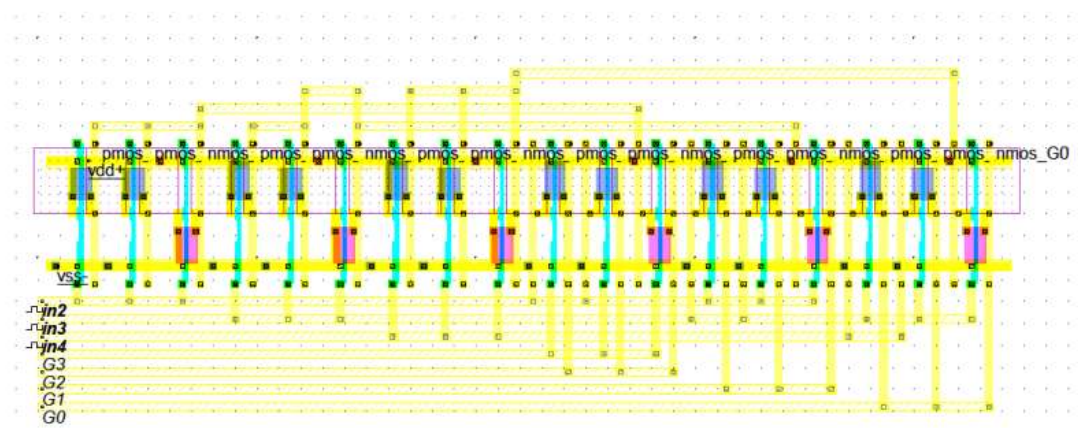 pmos_ pmos_ nmos_ pmos_ pmos_ nmos_ pmos_ pmos_ nmos_ pmos_ pmos_ nmos_ pmos_ pmos_ nmos_ pmos_ pmos_ nmos_G0
vdd+
vss-
in2
in3
in4
G3
G2
G1
G0